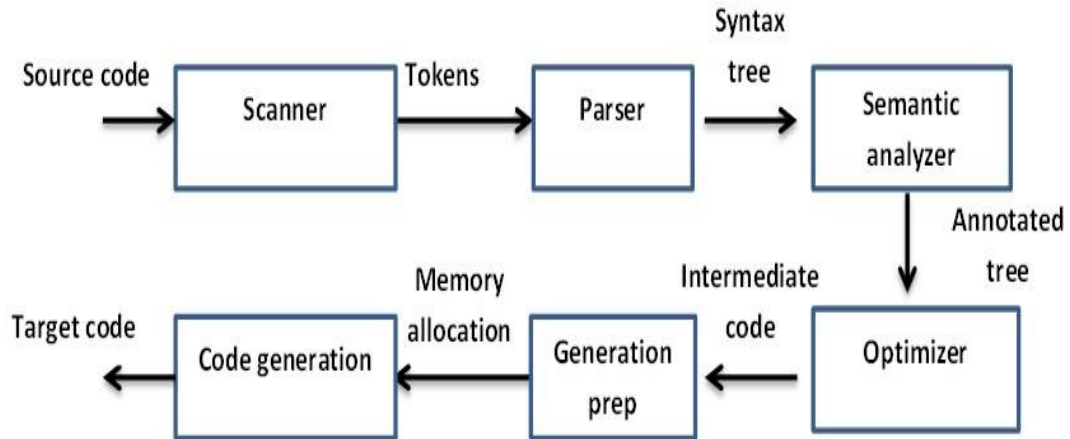 Source code
Scanner
Tokens
Parser
Syntax
tree
Semantic
analyzer
Annotated
tree
Optimizer
Intermediate
code
Generation
prep
Memory
allocation
Code generation
Target code